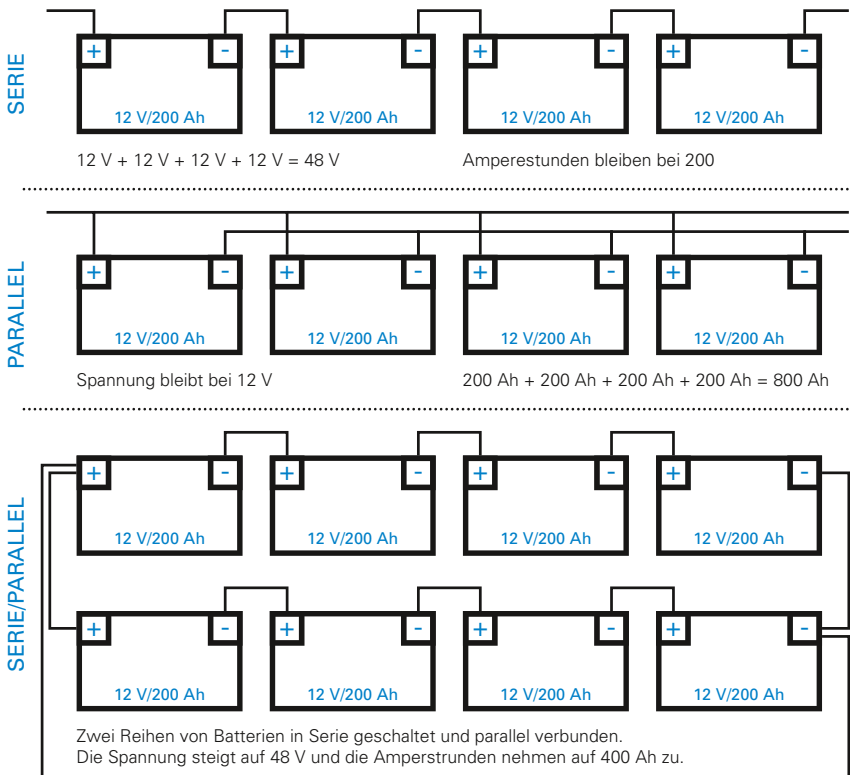 SERIE
+ - + - + - + -
12 V/200 Ah 12 V/200 Ah 12 V/200 Ah 12 V/200 Ah
12 V + 12 V + 12 V + 12 V = 48 V
Amperestunden bleiben bei 200
PARALLEL
+ - + - + - + -
12 V/200 Ah 12 V/200 Ah 12 V/200 Ah 12 V/200 Ah
Spannung bleibt bei 12 V
200 Ah + 200 Ah + 200 Ah + 200 Ah = 800 Ah
SERIE/PARALLEL
+ - + - + - + -
12 V/200 Ah 12 V/200 Ah 12 V/200 Ah 12 V/200 Ah
+ - + - + - + -
12 V/200 Ah 12 V/200 Ah 12 V/200 Ah 12 V/200 Ah
Zwei Reihen von Batterien in Serie geschaltet und parallel verbunden.
Die Spannung steigt auf 48 V und die Amperstrunden nehmen auf 400 Ah zu.